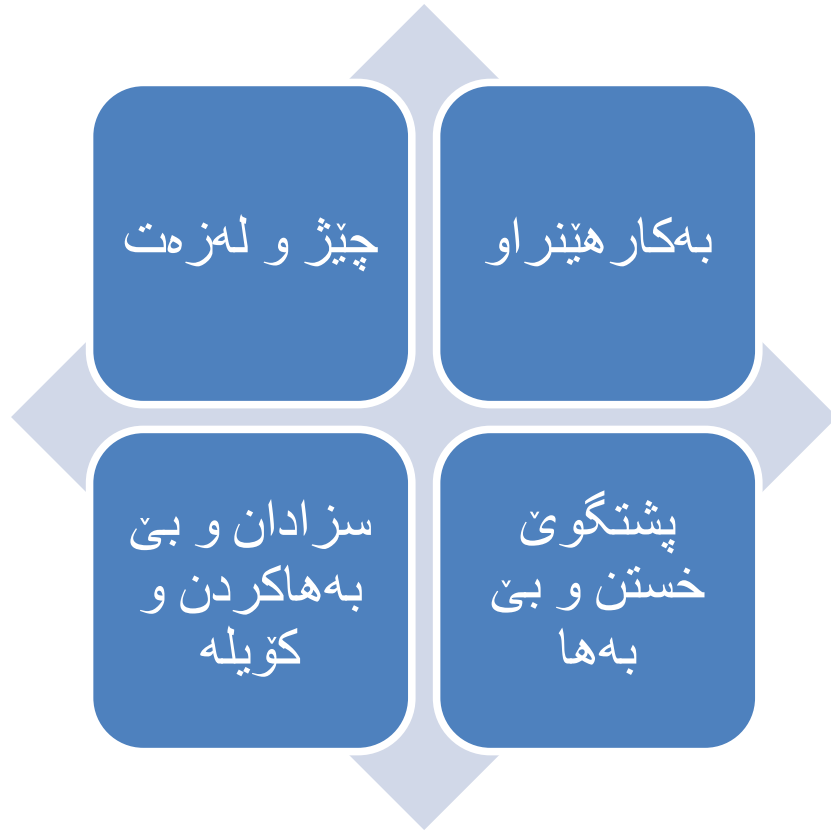 بەکارهێنراو
چێژ و لەزەت
پشتگوێ
خستن و بێ
بەها
سزادان و بێ
بەهاکردن و
کۆیلە